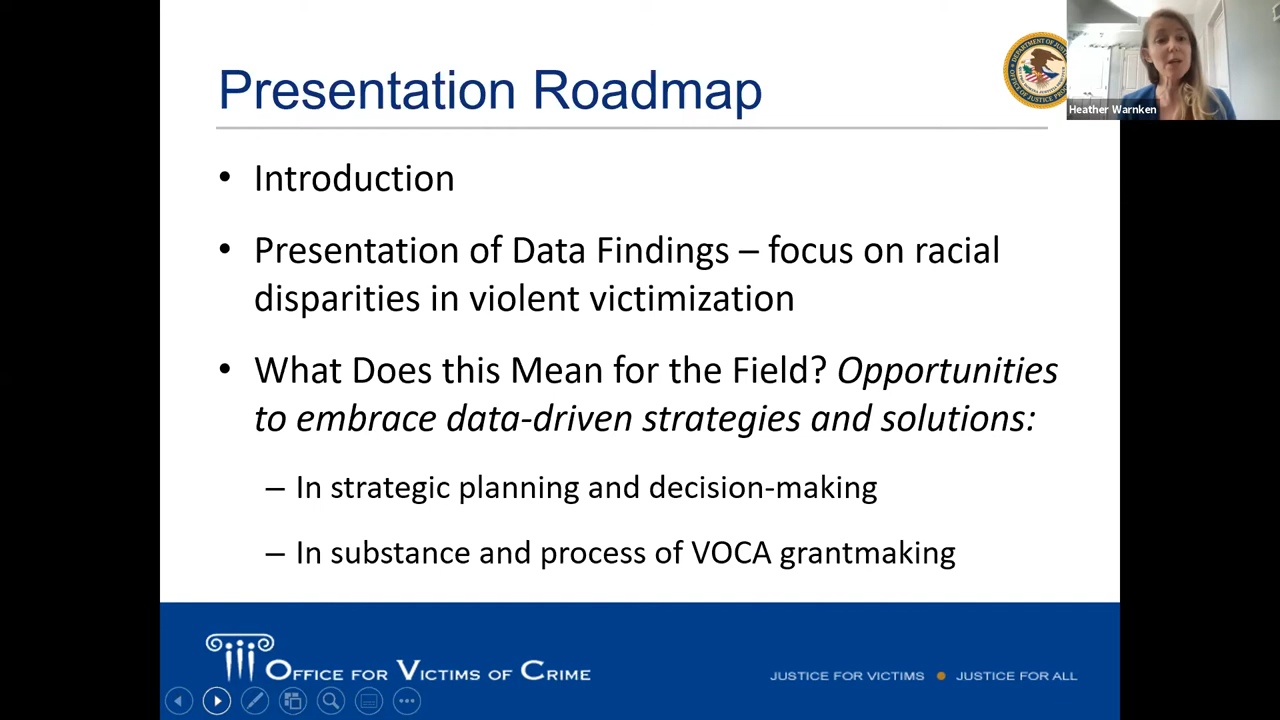 Presentation Roadmap
Heather Warnken
• Introduction
• Presentation of Data Findings – focus on racial
disparities in violent victimization
• What Does this Mean for the Field? Opportunities
to embrace data-driven strategies and solutions:
– In strategic planning and decision-making
– In substance and process of VOCA grantmaking
OFFICE FOR VICTIMS OF CRIME
JUSTICE FOR VICTIMS • JUSTICE FOR ALL